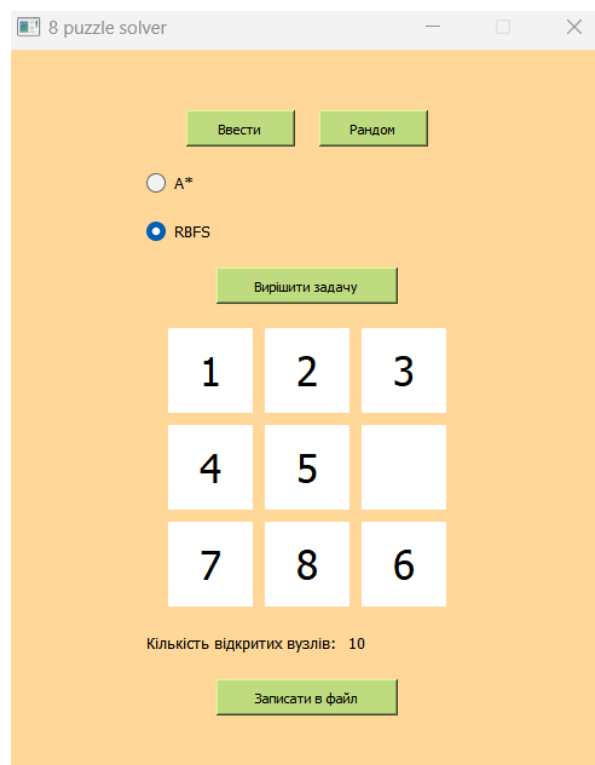 8 puzzle solver
Ввести Рандом
A*
RBFS
Вирішити задачу
1 2 3
4 5
7 8 6
Кількість відкритих вузлів: 10
Записати в файл